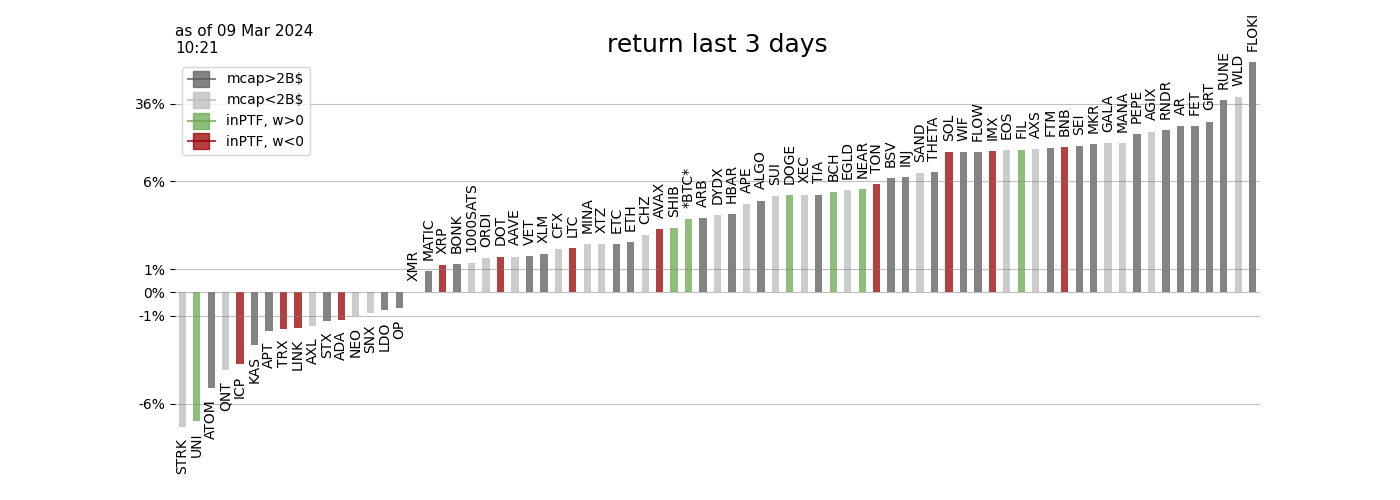 as of 09 Mar 2024
10:21
return last 3 days
mcap>2B$
mcap<2B$
inPTF, w>0
inPTF, w<0
36%
6%
1%
0%
-1%
-6%
STRK
UNI
ATOM
QNT
ICP
KAS
APT
TRX
LINK
AXL
STX
ADA
NEO
SNX
LDO
OP
XMR
MATIC
XRP
BONK
1000SATS
ORDI
DOT
AAVE
VET
XLM
CFX
LTC
MINA
XTZ
ETC
ETH
CHZ
AVAX
SHIB
*BTC*
ARB
DYDX
HBAR
APE
ALGO
SUI
DOGE
XEC
TIA
BCH
EGLD
NEAR
TON
BSV
INJ
SAND
THETA
SOL
WIF
FLOW
IMX
EOS
FIL
AXS
FTM
BNB
SEI
MKR
GALA
MANA
PEPE
AGIX
RNDR
AR
FET
GRT
RUNE
WLD
FLOKI